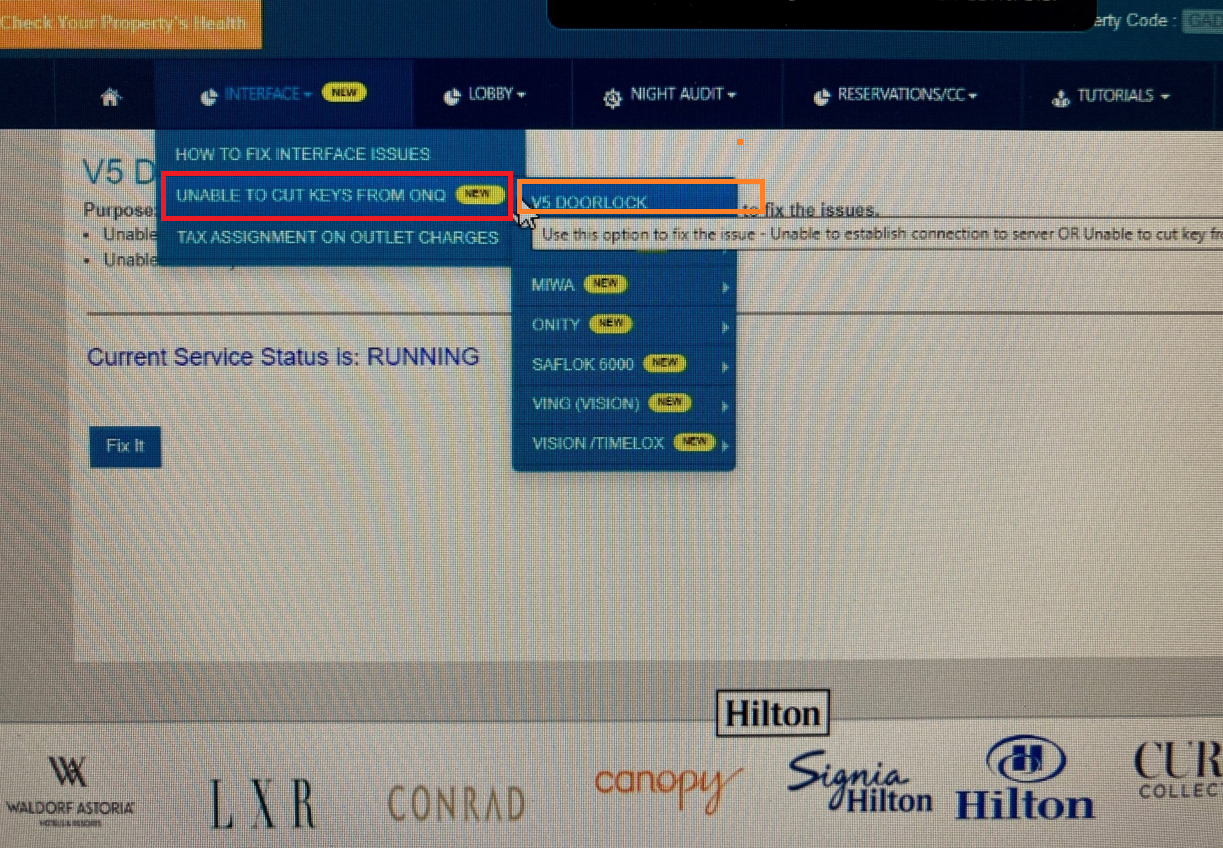 Check Your Property's Health
erty Code :
INTERFACE NEW
LOBBY
NIGHT AUDIT
RESERVATIONS/CC
TUTORIALS
HOW TO FIX INTERFACE ISSUES
UNABLE TO CUT KEYS FROM ONQ NEW
TAX ASSIGNMENT ON OUTLET CHARGES
V5 D
Purpose
to fix the issues.
Unable
Unable
V5 DOORLOCK
Use this option to fix the issue - Unable to establish connection to server OR Unable to cut key fro
MIWA NEW
ONITY NEW
SAFLOK 6000 NEW
VING (VISION) NEW
VISION /TIMELOX NEW
Current Service Status is: RUNNING
Fix It
Hilton
WALDORF ASTORIA
HOTELS & RESORTS
LXR
CONRAD
canopy
Signia
Hilton
Hilton
CUR
COLLEC